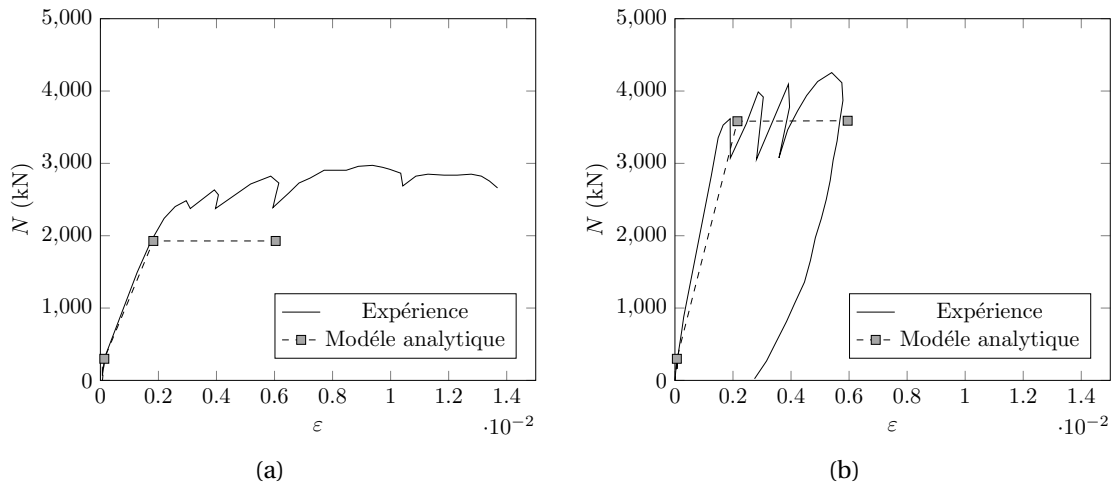 5,000
4,000
3,000
2,000
1,000
0
N (kN)
0 0.2 0.4 0.6 0.8 1 1.2 1.4
ε
·10⁻²
Expérience
Modéle analytique
(a)
5,000
4,000
3,000
2,000
1,000
0
N (kN)
0 0.2 0.4 0.6 0.8 1 1.2 1.4
ε
·10⁻²
Expérience
Modéle analytique
(b)